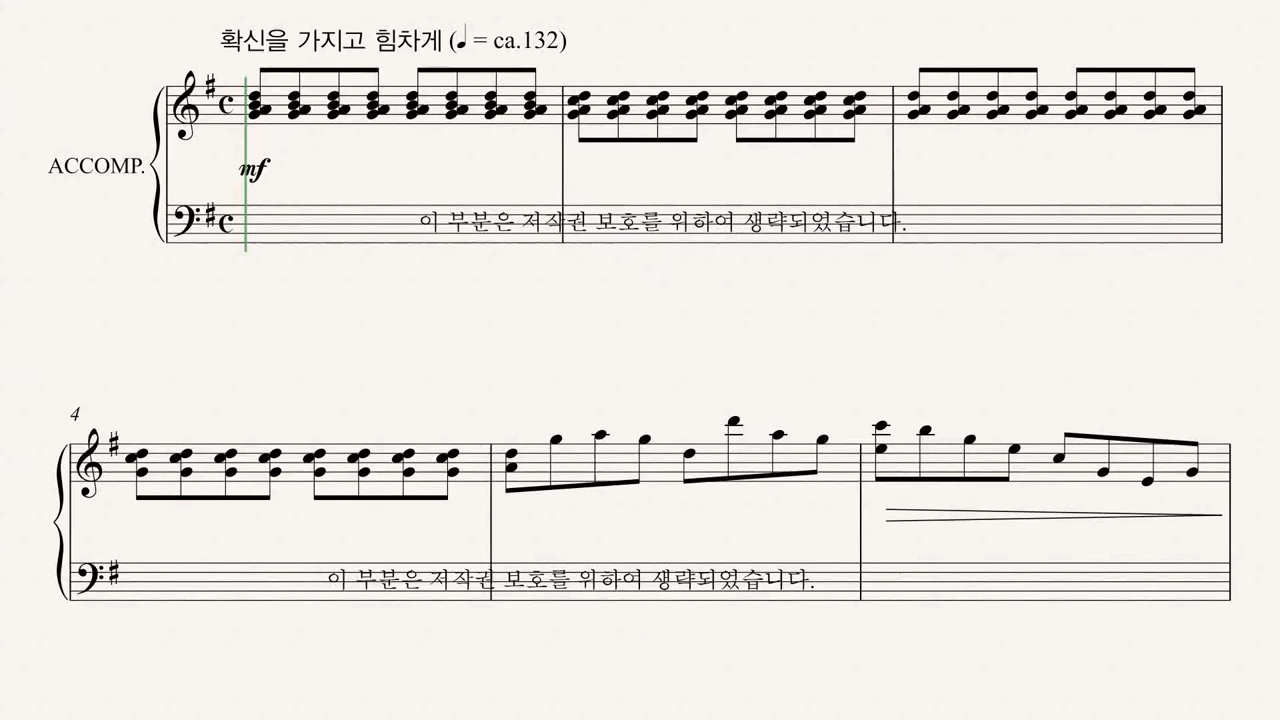 확신을 가지고 힘차게 (♩ = ca.132)
ACCOMP.
mf
이 부분은 저작권 보호를 위하여 생략되었습니다.
4
이 부분은 저작권 보호를 위하여 생략되었습니다.